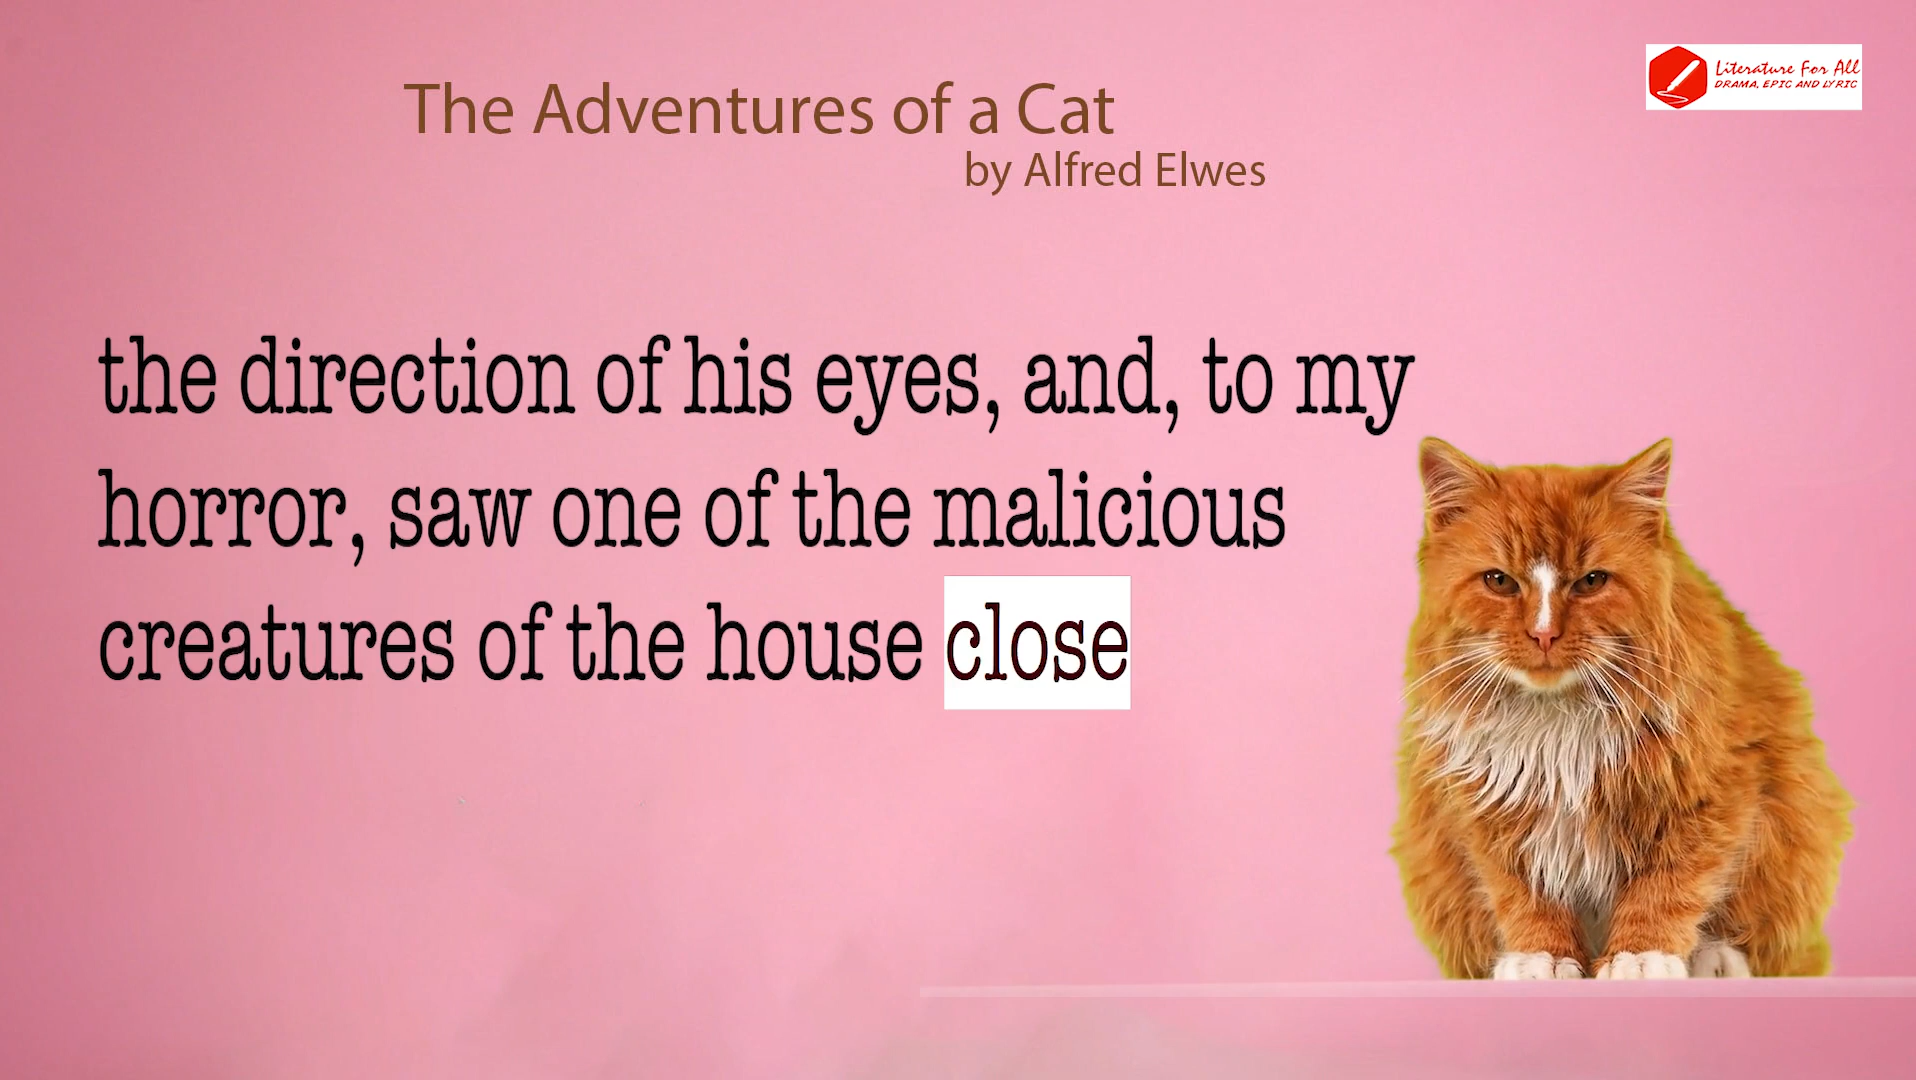 The Adventures of a Cat
by Alfred Elwes
Literature For All
DRAMA, EPIC AND LYRIC
the direction of his eyes, and, to my
horror, saw one of the malicious
creatures of the house close